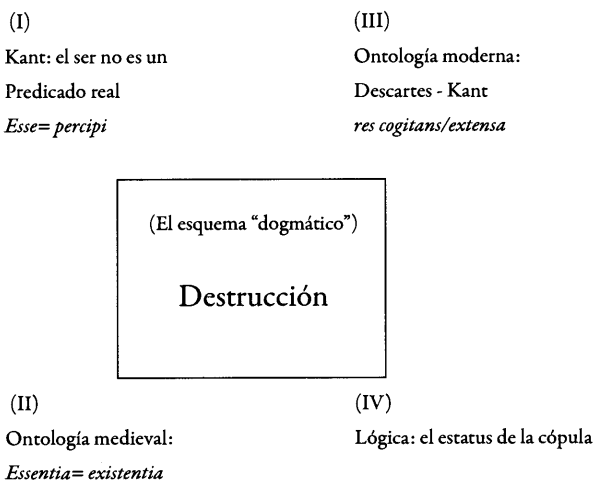 (I)
Kant: el ser no es un
Predicado real
Esse= percipi
(III)
Ontología moderna:
Descartes - Kant
res cogitans/extensa
(El esquema “dogmático”)
Destrucción
(II)
Ontología medieval:
Essentia= existentia
(IV)
Lógica: el estatus de la cópula